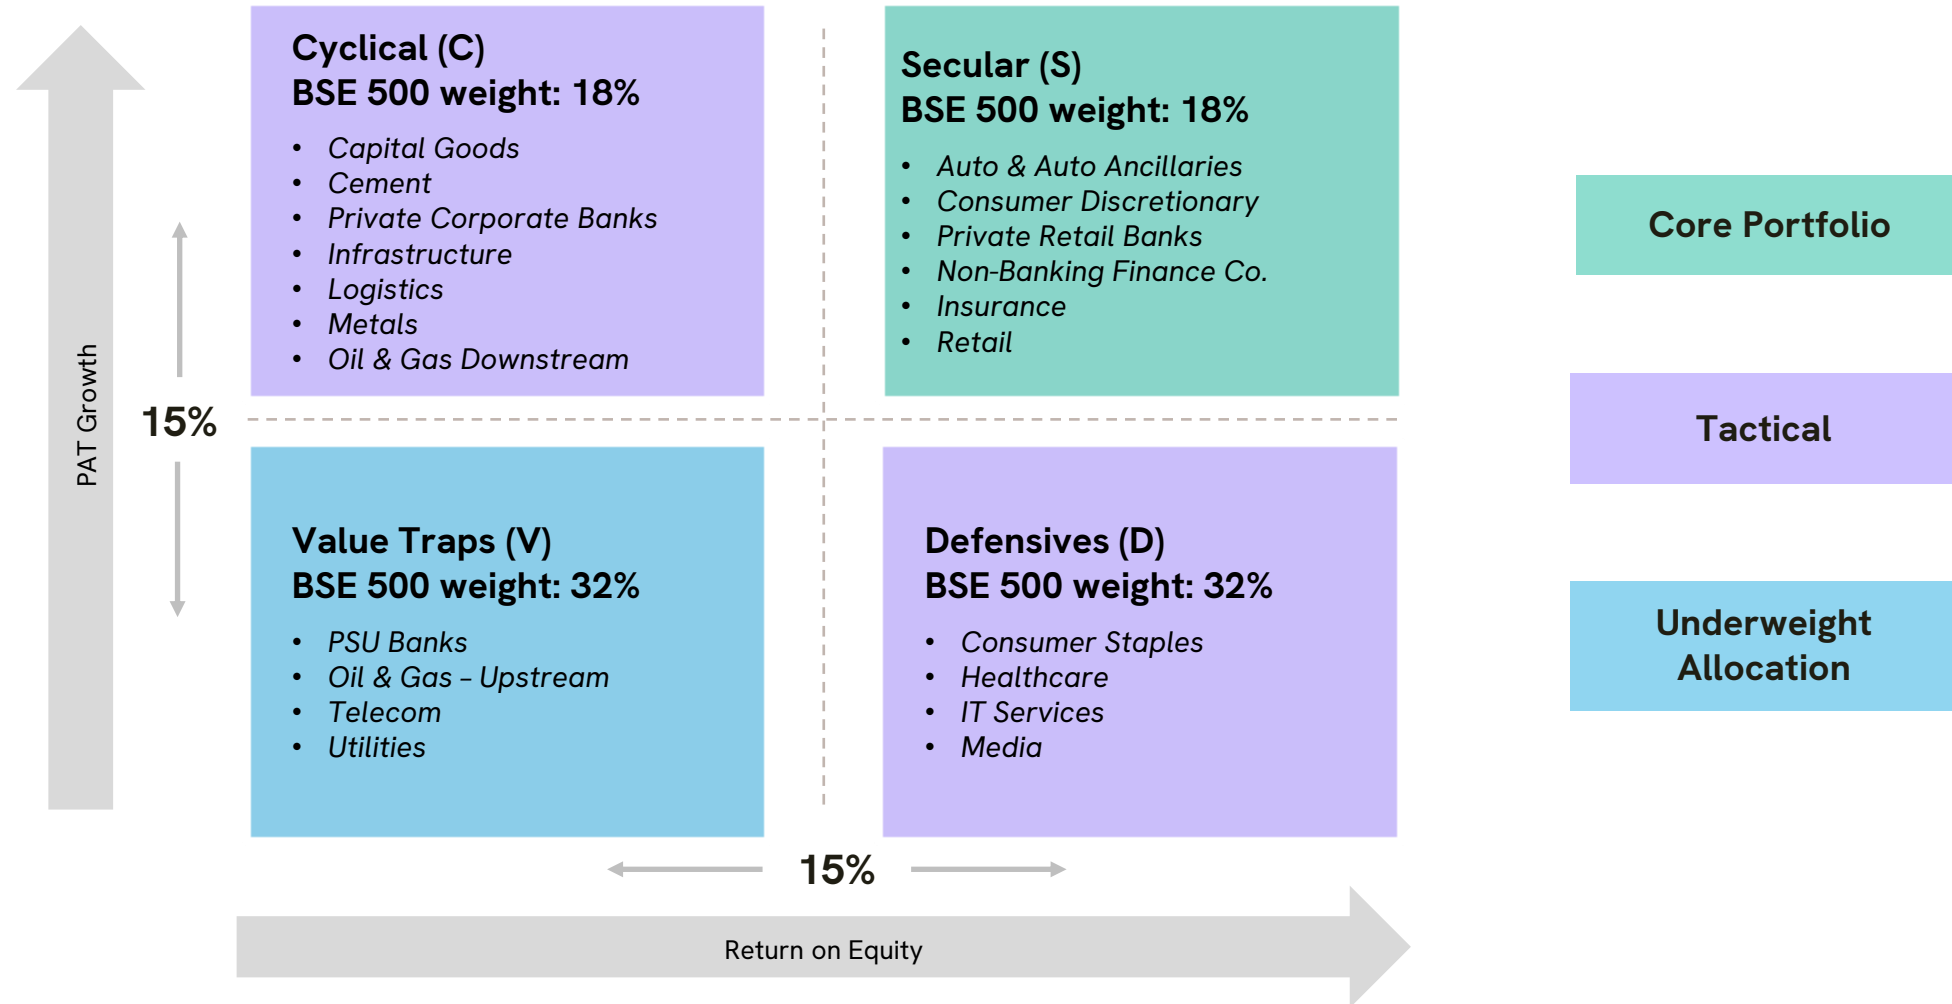 Cyclical (C)
BSE 500 weight: 18%
• Capital Goods
• Cement
• Private Corporate Banks
• Infrastructure
• Logistics
• Metals
• Oil & Gas Downstream
Secular (S)
BSE 500 weight: 18%
• Auto & Auto Ancillaries
• Consumer Discretionary
• Private Retail Banks
• Non-Banking Finance Co.
• Insurance
• Retail
Core Portfolio
Tactical
Underweight
Allocation
PAT Growth
15%
Value Traps (V)
BSE 500 weight: 32%
• PSU Banks
• Oil & Gas – Upstream
• Telecom
• Utilities
Defensives (D)
BSE 500 weight: 32%
• Consumer Staples
• Healthcare
• IT Services
• Media
15%
Return on Equity